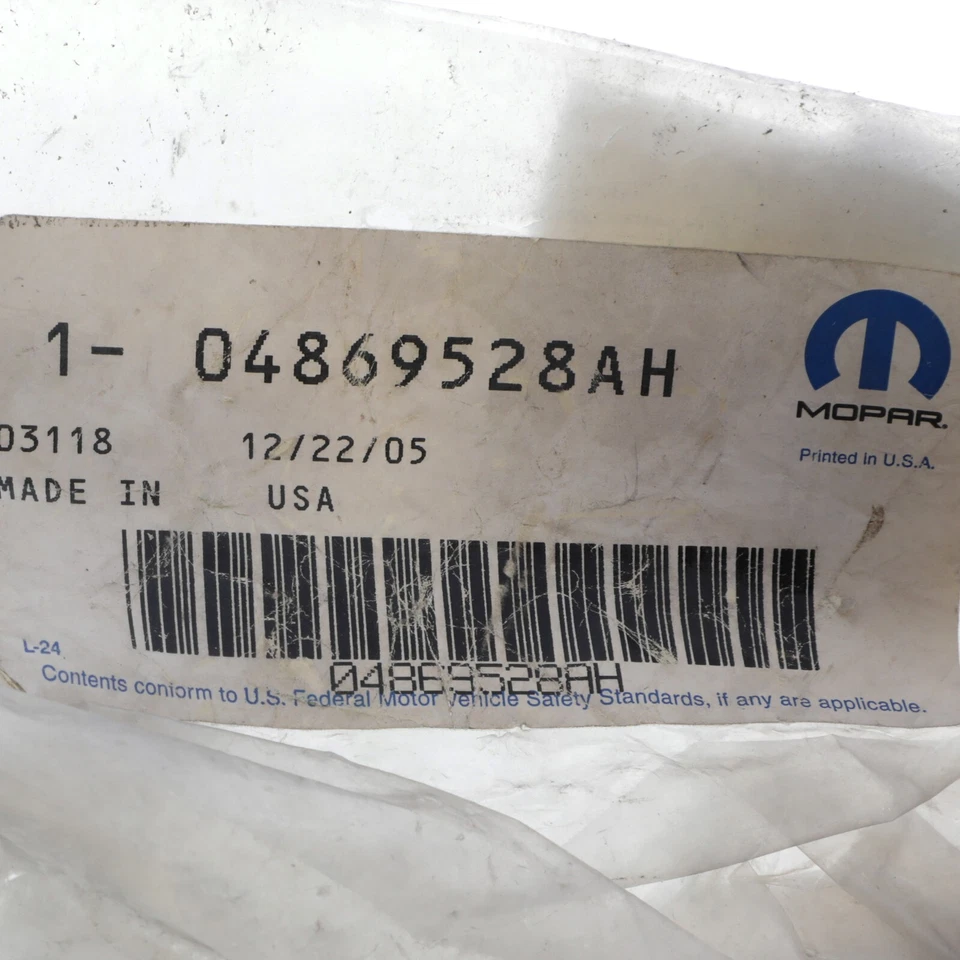 1- 04869528AH
MOPAR.
03118 12/22/05
Printed in U.S.A.
MADE IN USA
L-24
04869528AH
Contents conform to U.S. Federal Motor Vehicle Safety Standards, if any are applicable.